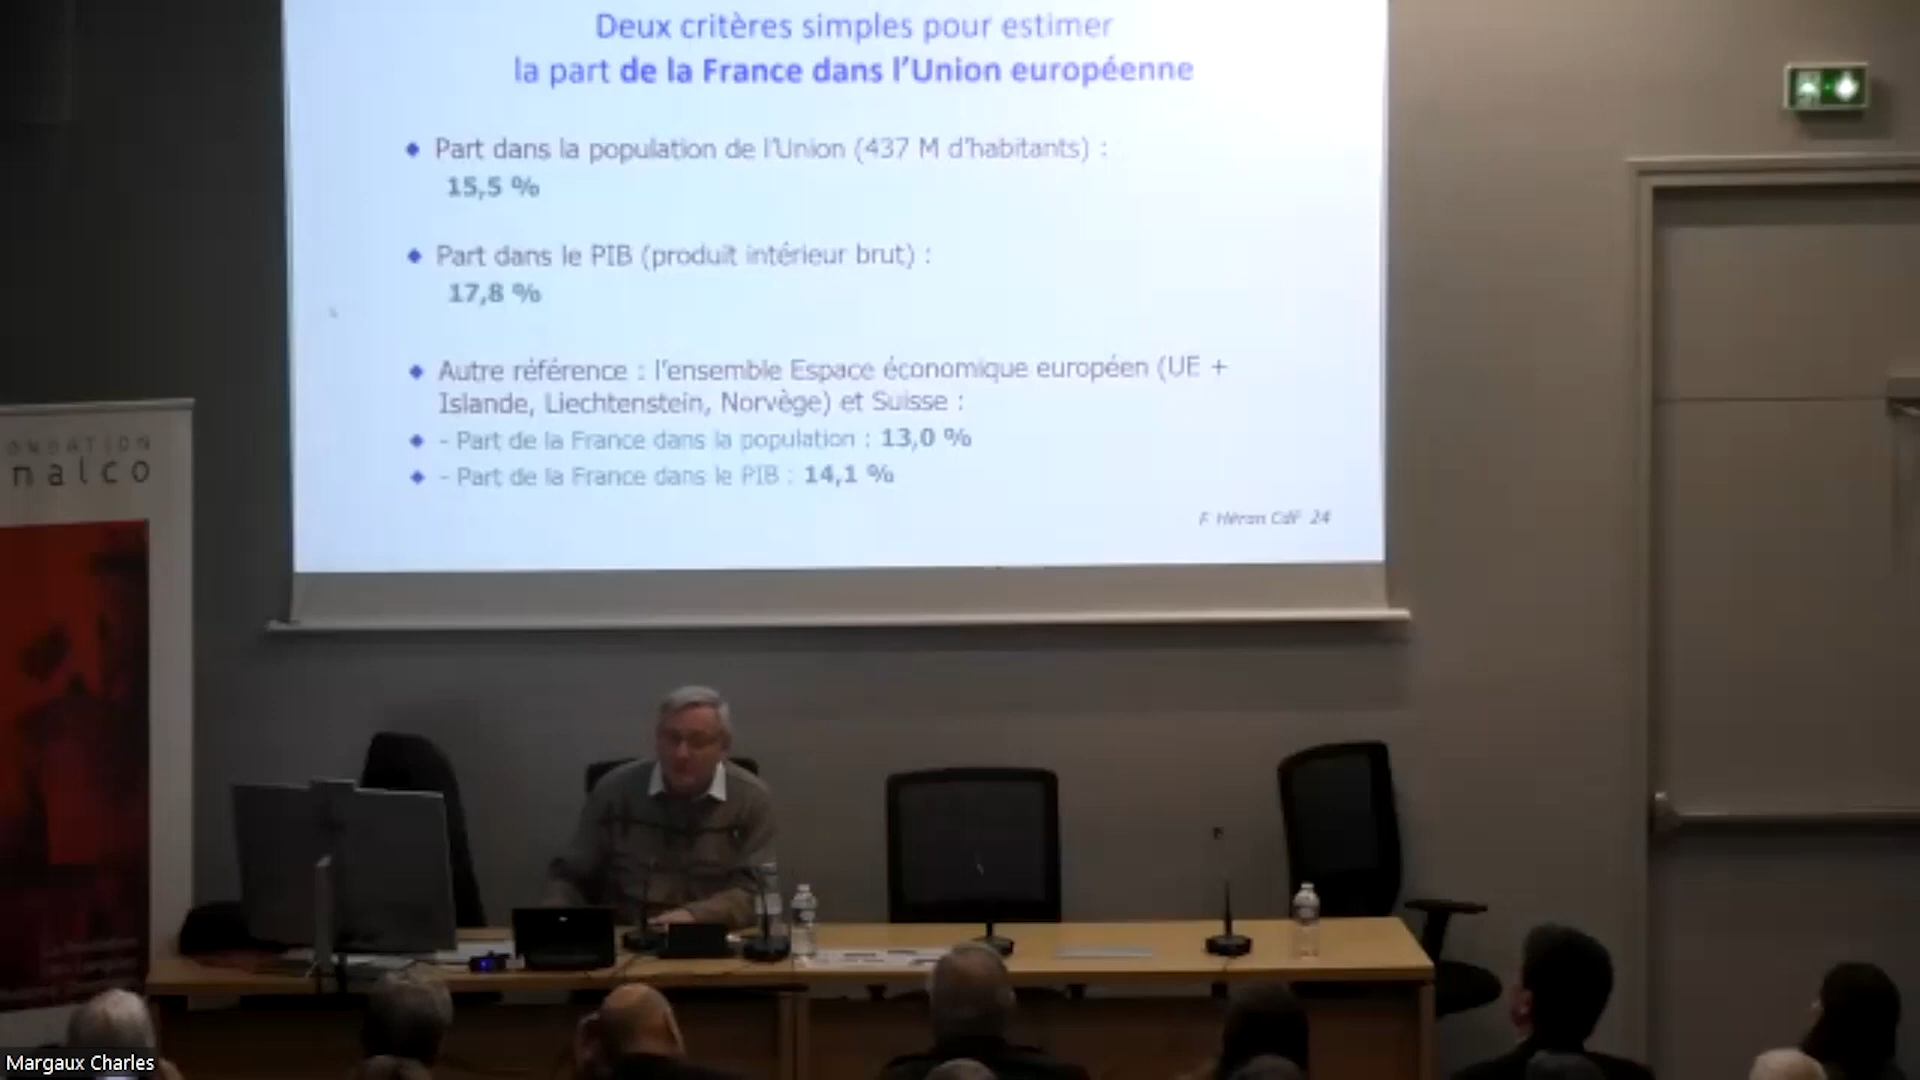 Deux critères simples pour estimer
la part de la France dans l'Union européenne
Part dans la population de l'Union (437 M d'habitants) :
15,5 %
Part dans le PIB (produit intérieur brut) :
17,8 %
Autre référence : l'ensemble Espace économique européen (UE +
Islande, Liechtenstein, Norvège) et Suisse :
- Part de la France dans la population : 13,0 %
- Part de la France dans le PIB : 14,1 %
F Héran CdF 24
ONDATION
nalco
Margaux Charles